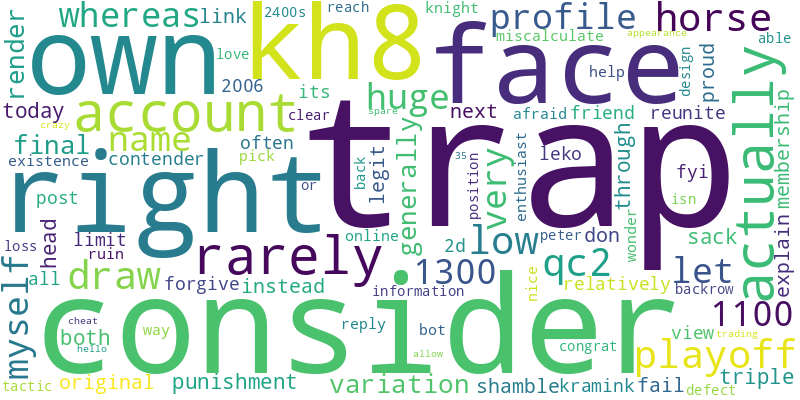 render
whereas
link
2400s
reach
knight
profile
horse
own
kh8
love
face
miscalculate
appearance
able
2006
its
huge
help
design
proud
actually
membership
today
account
name
clear
next
afraid
friend
reunite
final
often
pick
existence
contender
or
back
legit
generally
very
spare
35
position
enthusiast
leko
through
fyi
isn
right
trap
post
head
limit
ruin
rarely
online
low
2d
peter
don
wonder
sack
explain
loss
all
draw
forgive
instead
1300
information
qc2
relatively
let
backrow
1100
myself
consider
cheat
both
hello
way
reply
bot
allow
nice
congrat
view
trading
playoff
tactic
crazy
original
punishment
variation
shamble
kramink
fail
defect
triple